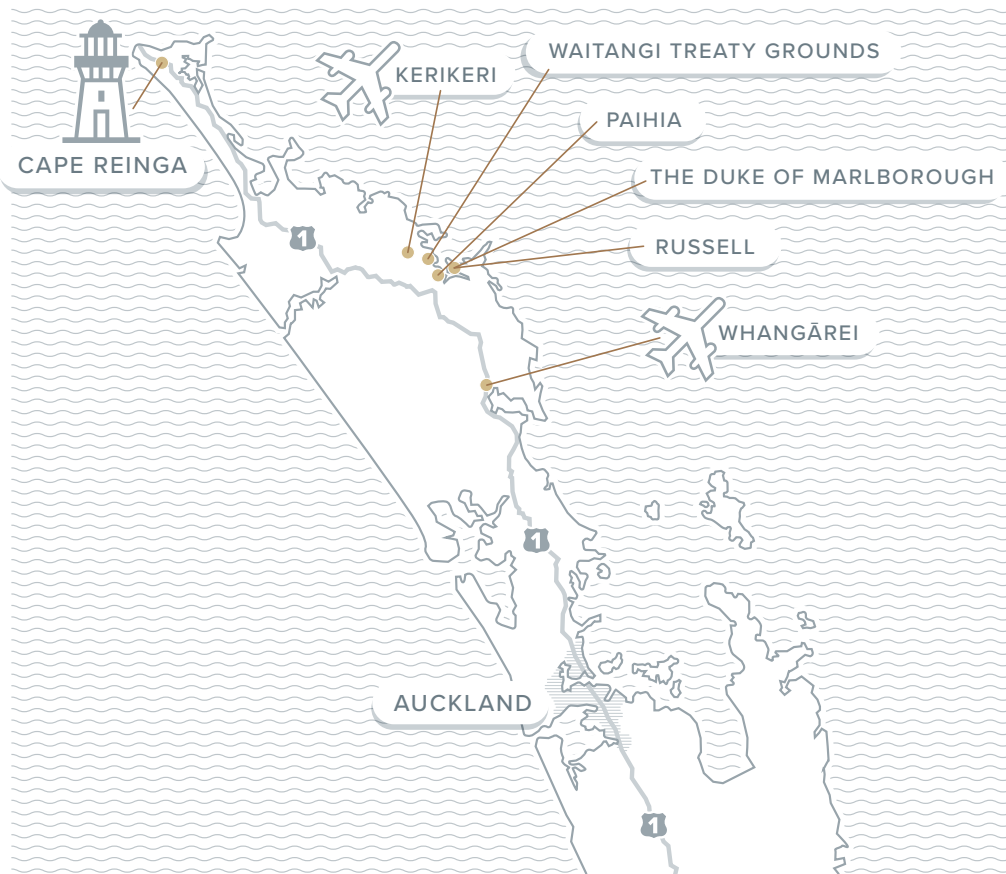 WAITANGI TREATY GROUNDS
KERIKERI
PAIHIA
CAPE REINGA
THE DUKE OF MARLBOROUGH
1
RUSSELL
WHANGĀREI
1
AUCKLAND
1